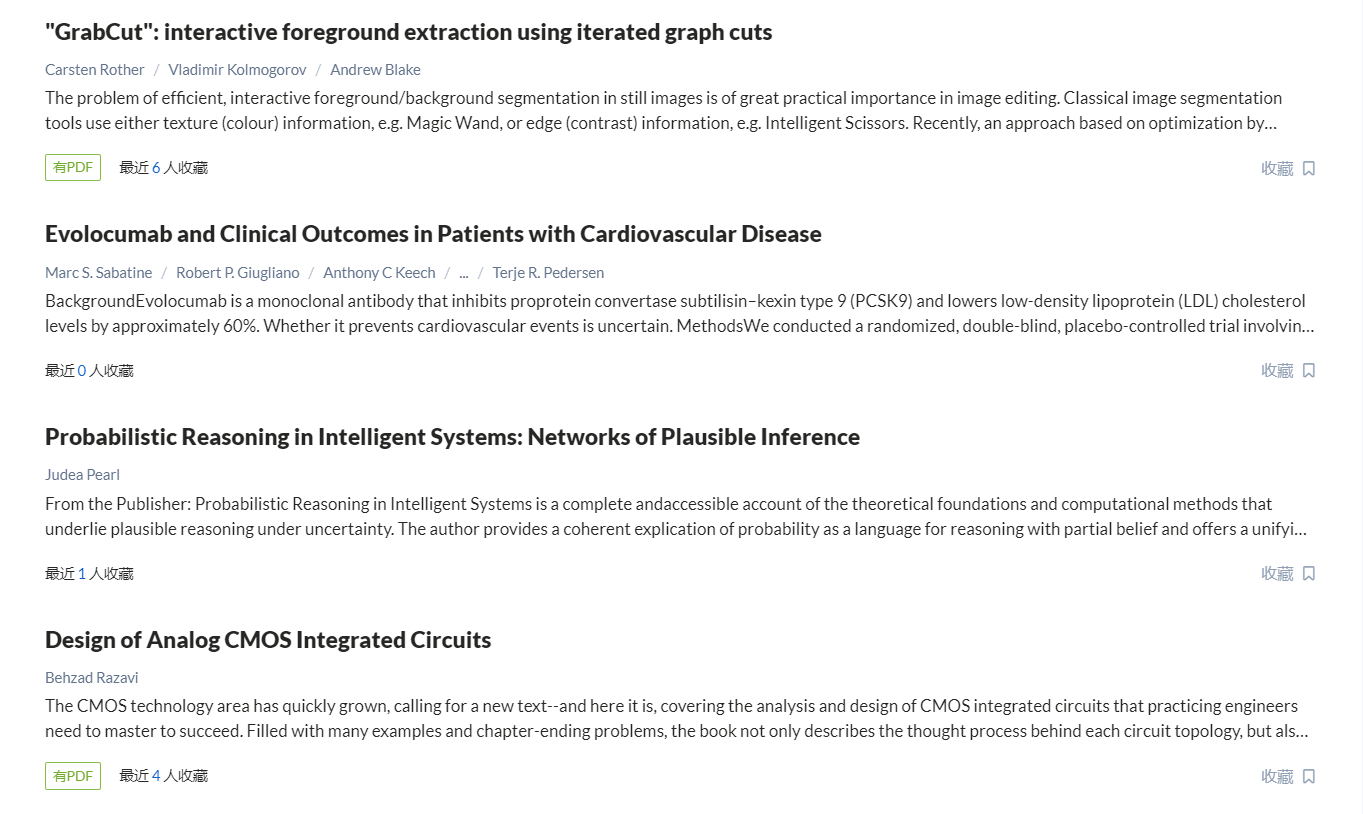 "GrabCut": interactive foreground extraction using iterated graph cuts
Carsten Rother / Vladimir Kolmogorov / Andrew Blake
The problem of efficient, interactive foreground/background segmentation in still images is of great practical importance in image editing. Classical image segmentation
tools use either texture (colour) information, e.g. Magic Wand, or edge (contrast) information, e.g. Intelligent Scissors. Recently, an approach based on optimization by...
有PDF 最近 6 人收藏 收藏
Evolocumab and Clinical Outcomes in Patients with Cardiovascular Disease
Marc S. Sabatine / Robert P. Giugliano / Anthony C Keech / ... / Terje R. Pedersen
BackgroundEvolocumab is a monoclonal antibody that inhibits proprotein convertase subtilisin–kexin type 9 (PCSK9) and lowers low-density lipoprotein (LDL) cholesterol
levels by approximately 60%. Whether it prevents cardiovascular events is uncertain. MethodsWe conducted a randomized, double-blind, placebo-controlled trial involvin...
最近 0 人收藏 收藏
Probabilistic Reasoning in Intelligent Systems: Networks of Plausible Inference
Judea Pearl
From the Publisher: Probabilistic Reasoning in Intelligent Systems is a complete andaccessible account of the theoretical foundations and computational methods that
underlie plausible reasoning under uncertainty. The author provides a coherent explication of probability as a language for reasoning with partial belief and offers a unifyi...
最近 1 人收藏 收藏
Design of Analog CMOS Integrated Circuits
Behzad Razavi
The CMOS technology area has quickly grown, calling for a new text--and here it is, covering the analysis and design of CMOS integrated circuits that practicing engineers
need to master to succeed. Filled with many examples and chapter-ending problems, the book not only describes the thought process behind each circuit topology, but als...
有PDF 最近 4 人收藏 收藏